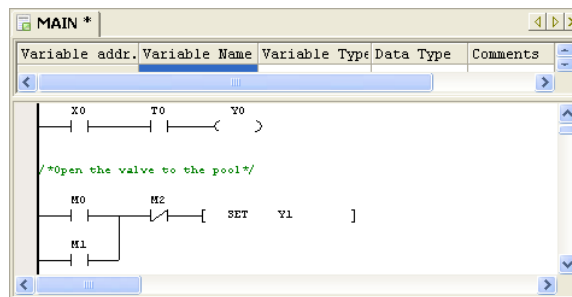 MAIN *
Variable addr. Variable Name Variable Type Data Type Comments
X0 T0 Y0
/*Open the valve to the pool*/
M0 M2
SET Y1
M1